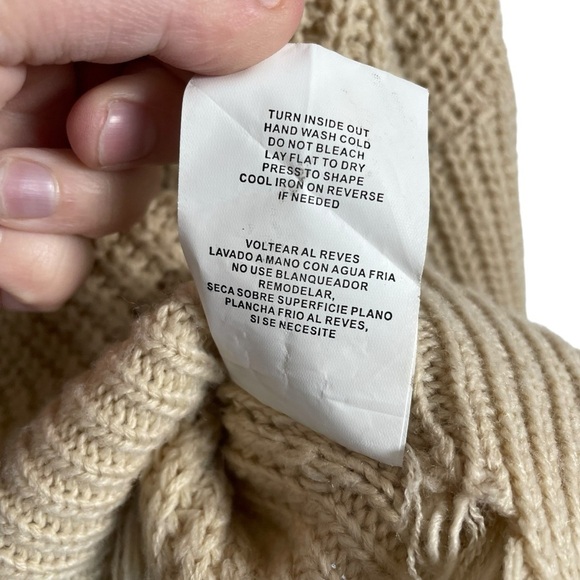 TURN INSIDE OUT
HAND WASH COLD
DO NOT BLEACH
LAY FLAT TO DRY
PRESS TO SHAPE
COOL IRON ON REVERSE
IF NEEDED
VOLTEAR AL REVES
LAVADO A MANO CON AGUA FRIA
NO USE BLANQUEADOR
REMODELAR,
SECA SOBRE SUPERFICIE PLANO
PLANCHA FRIO AL REVES,
SI SE NECESITE